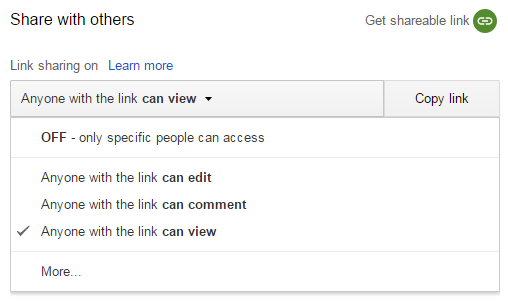 Share with others
Get shareable link
Link sharing on Learn more
Anyone with the link can view
Copy link
OFF - only specific people can access
Anyone with the link can edit
Anyone with the link can comment
Anyone with the link can view
More...